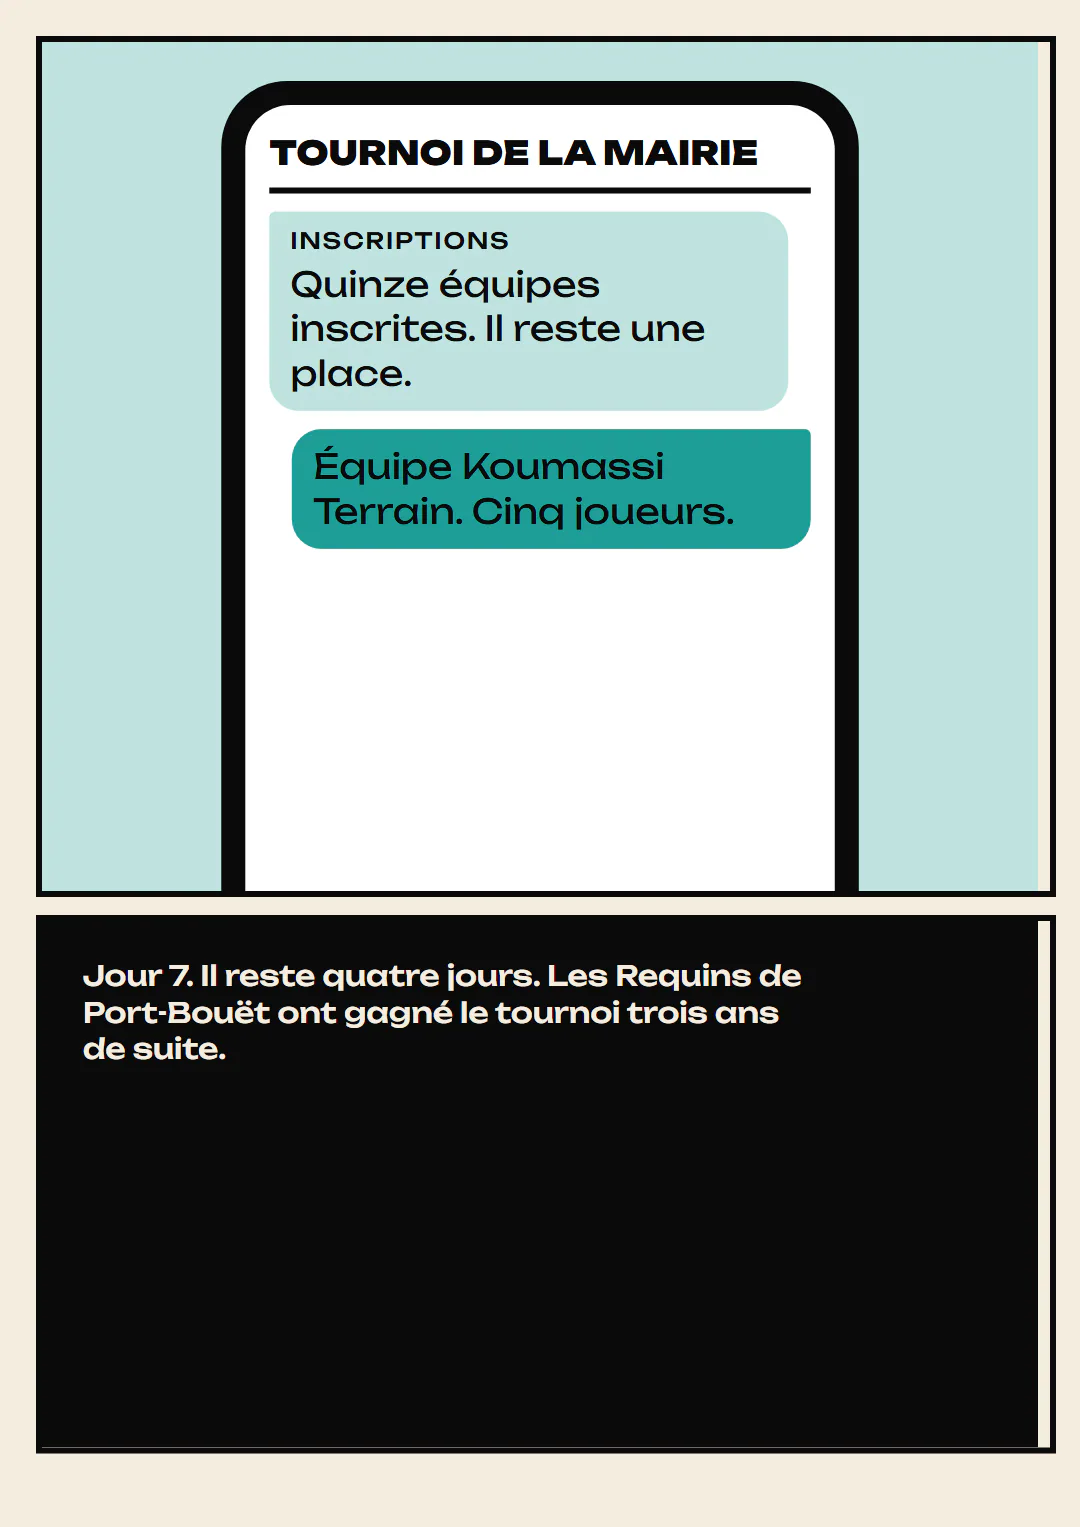 TOURNOI DE LA MAIRIE
INSCRIPTIONS
Quinze équipes
inscrites. Il reste une
place.
Équipe Koumassi
Terrain. Cinq joueurs.
Jour 7. Il reste quatre jours. Les Requins de
Port-Bouët ont gagné le tournoi trois ans
de suite.